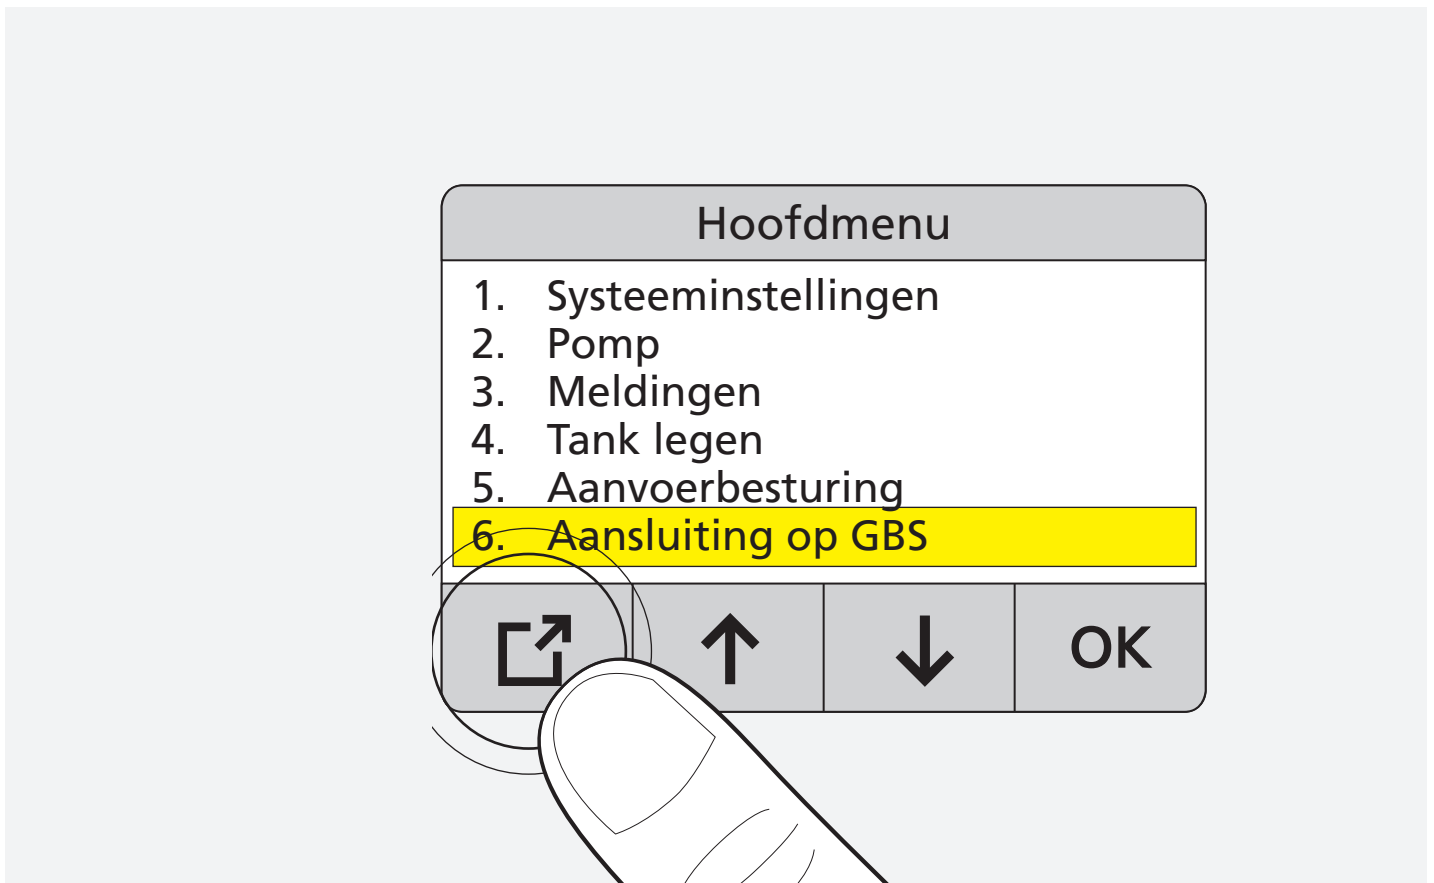 Hoofdmenu
1. Systeeminstellingen
2. Pomp
3. Meldingen
4. Tank legen
5. Aanvoerbesturing
6. Aansluiting op GBS
OK